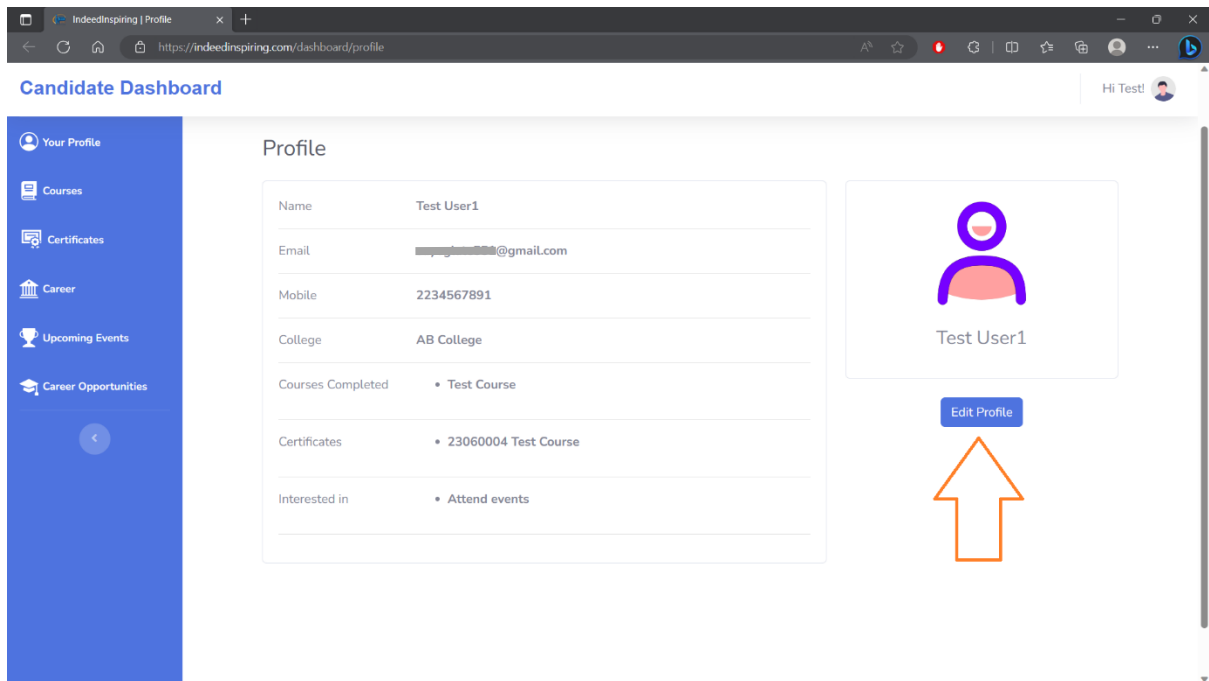 IndeedInspiring | Profile
https://indeedinspiring.com/dashboard/profile
Candidate Dashboard
Hi Test!
Your Profile
Courses
Certificates
Career
Upcoming Events
Career Opportunities
Profile
Name Test User1
Email @gmail.com
Mobile 2234567891
College AB College
Courses Completed • Test Course
Certificates • 23060004 Test Course
Interested in • Attend events
Test User1
Edit Profile